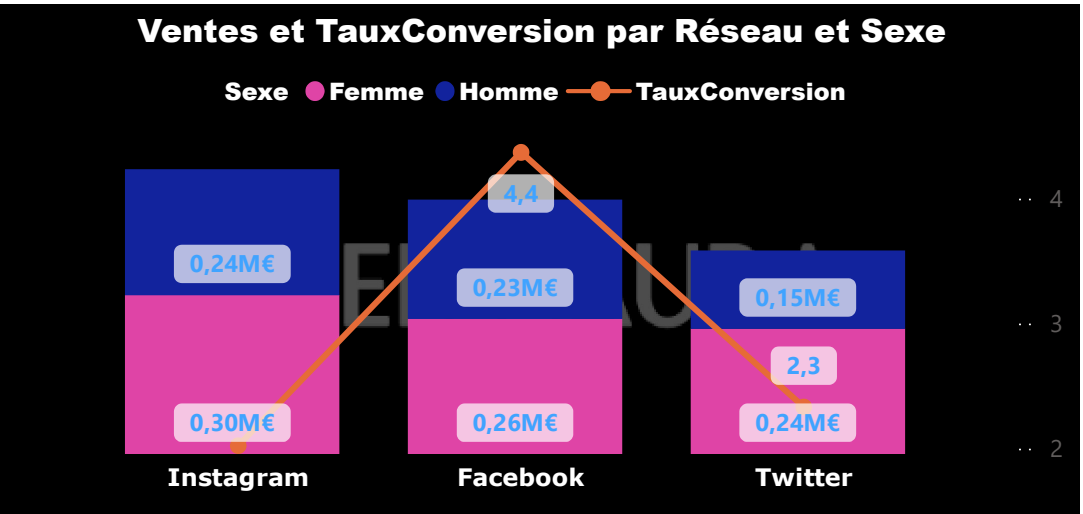 Ventes et TauxConversion par Réseau et Sexe
Sexe Femme Homme TauxConversion
4,4
4
0,24M€ 0,23M€ 0,15M€
3
2,3
0,30M€ 0,26M€ 0,24M€
2
Instagram Facebook Twitter